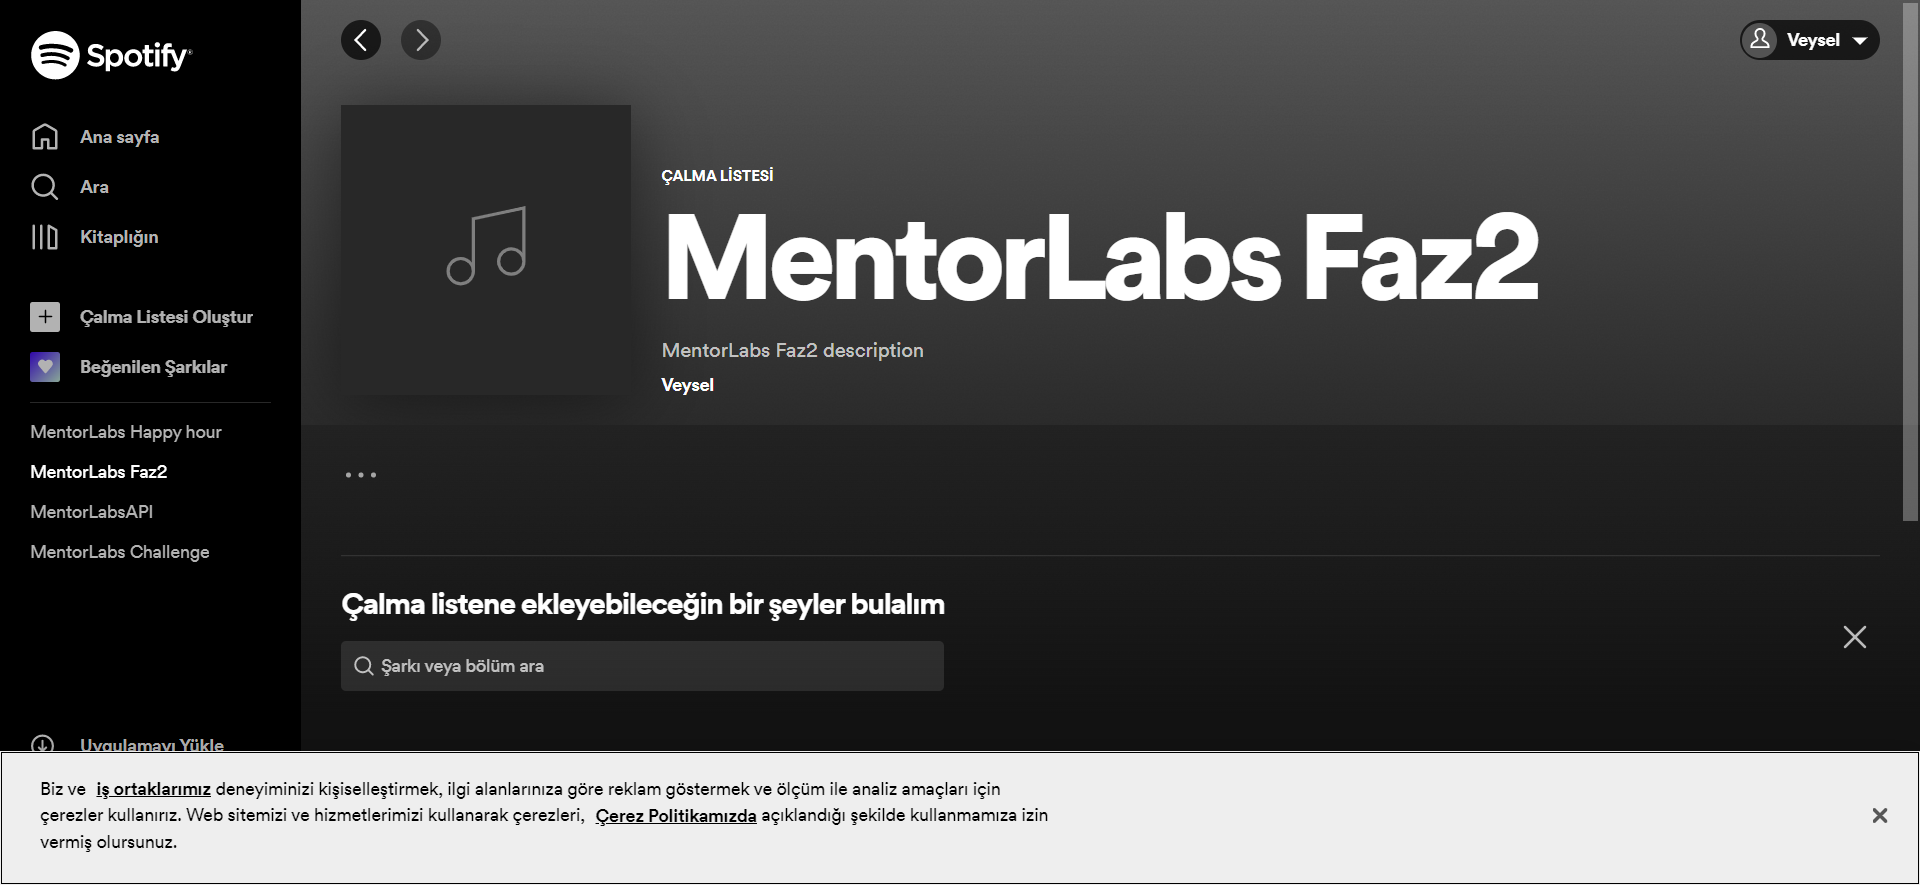 Spotify
Ana sayfa
Ara
Kitaplığın
Çalma Listesi Oluştur
Beğenilen Şarkılar
MentorLabs Happy hour
MentorLabs Faz2
MentorLabsAPI
MentorLabs Challenge
Uygulamayı Yükle
Veysel
ÇALMA LİSTESİ
MentorLabs Faz2
MentorLabs Faz2 description
Veysel
Çalma listene ekleyebileceğin bir şeyler bulalım
Şarkı veya bölüm ara
Biz ve iş ortaklarımız deneyiminizi kişiselleştirmek, ilgi alanlarınıza göre reklam göstermek ve ölçüm ile analiz amaçları için
çerezler kullanırız. Web sitemizi ve hizmetlerimizi kullanarak çerezleri, Çerez Politikamızda açıklandığı şekilde kullanmamıza izin
vermiş olursunuz.